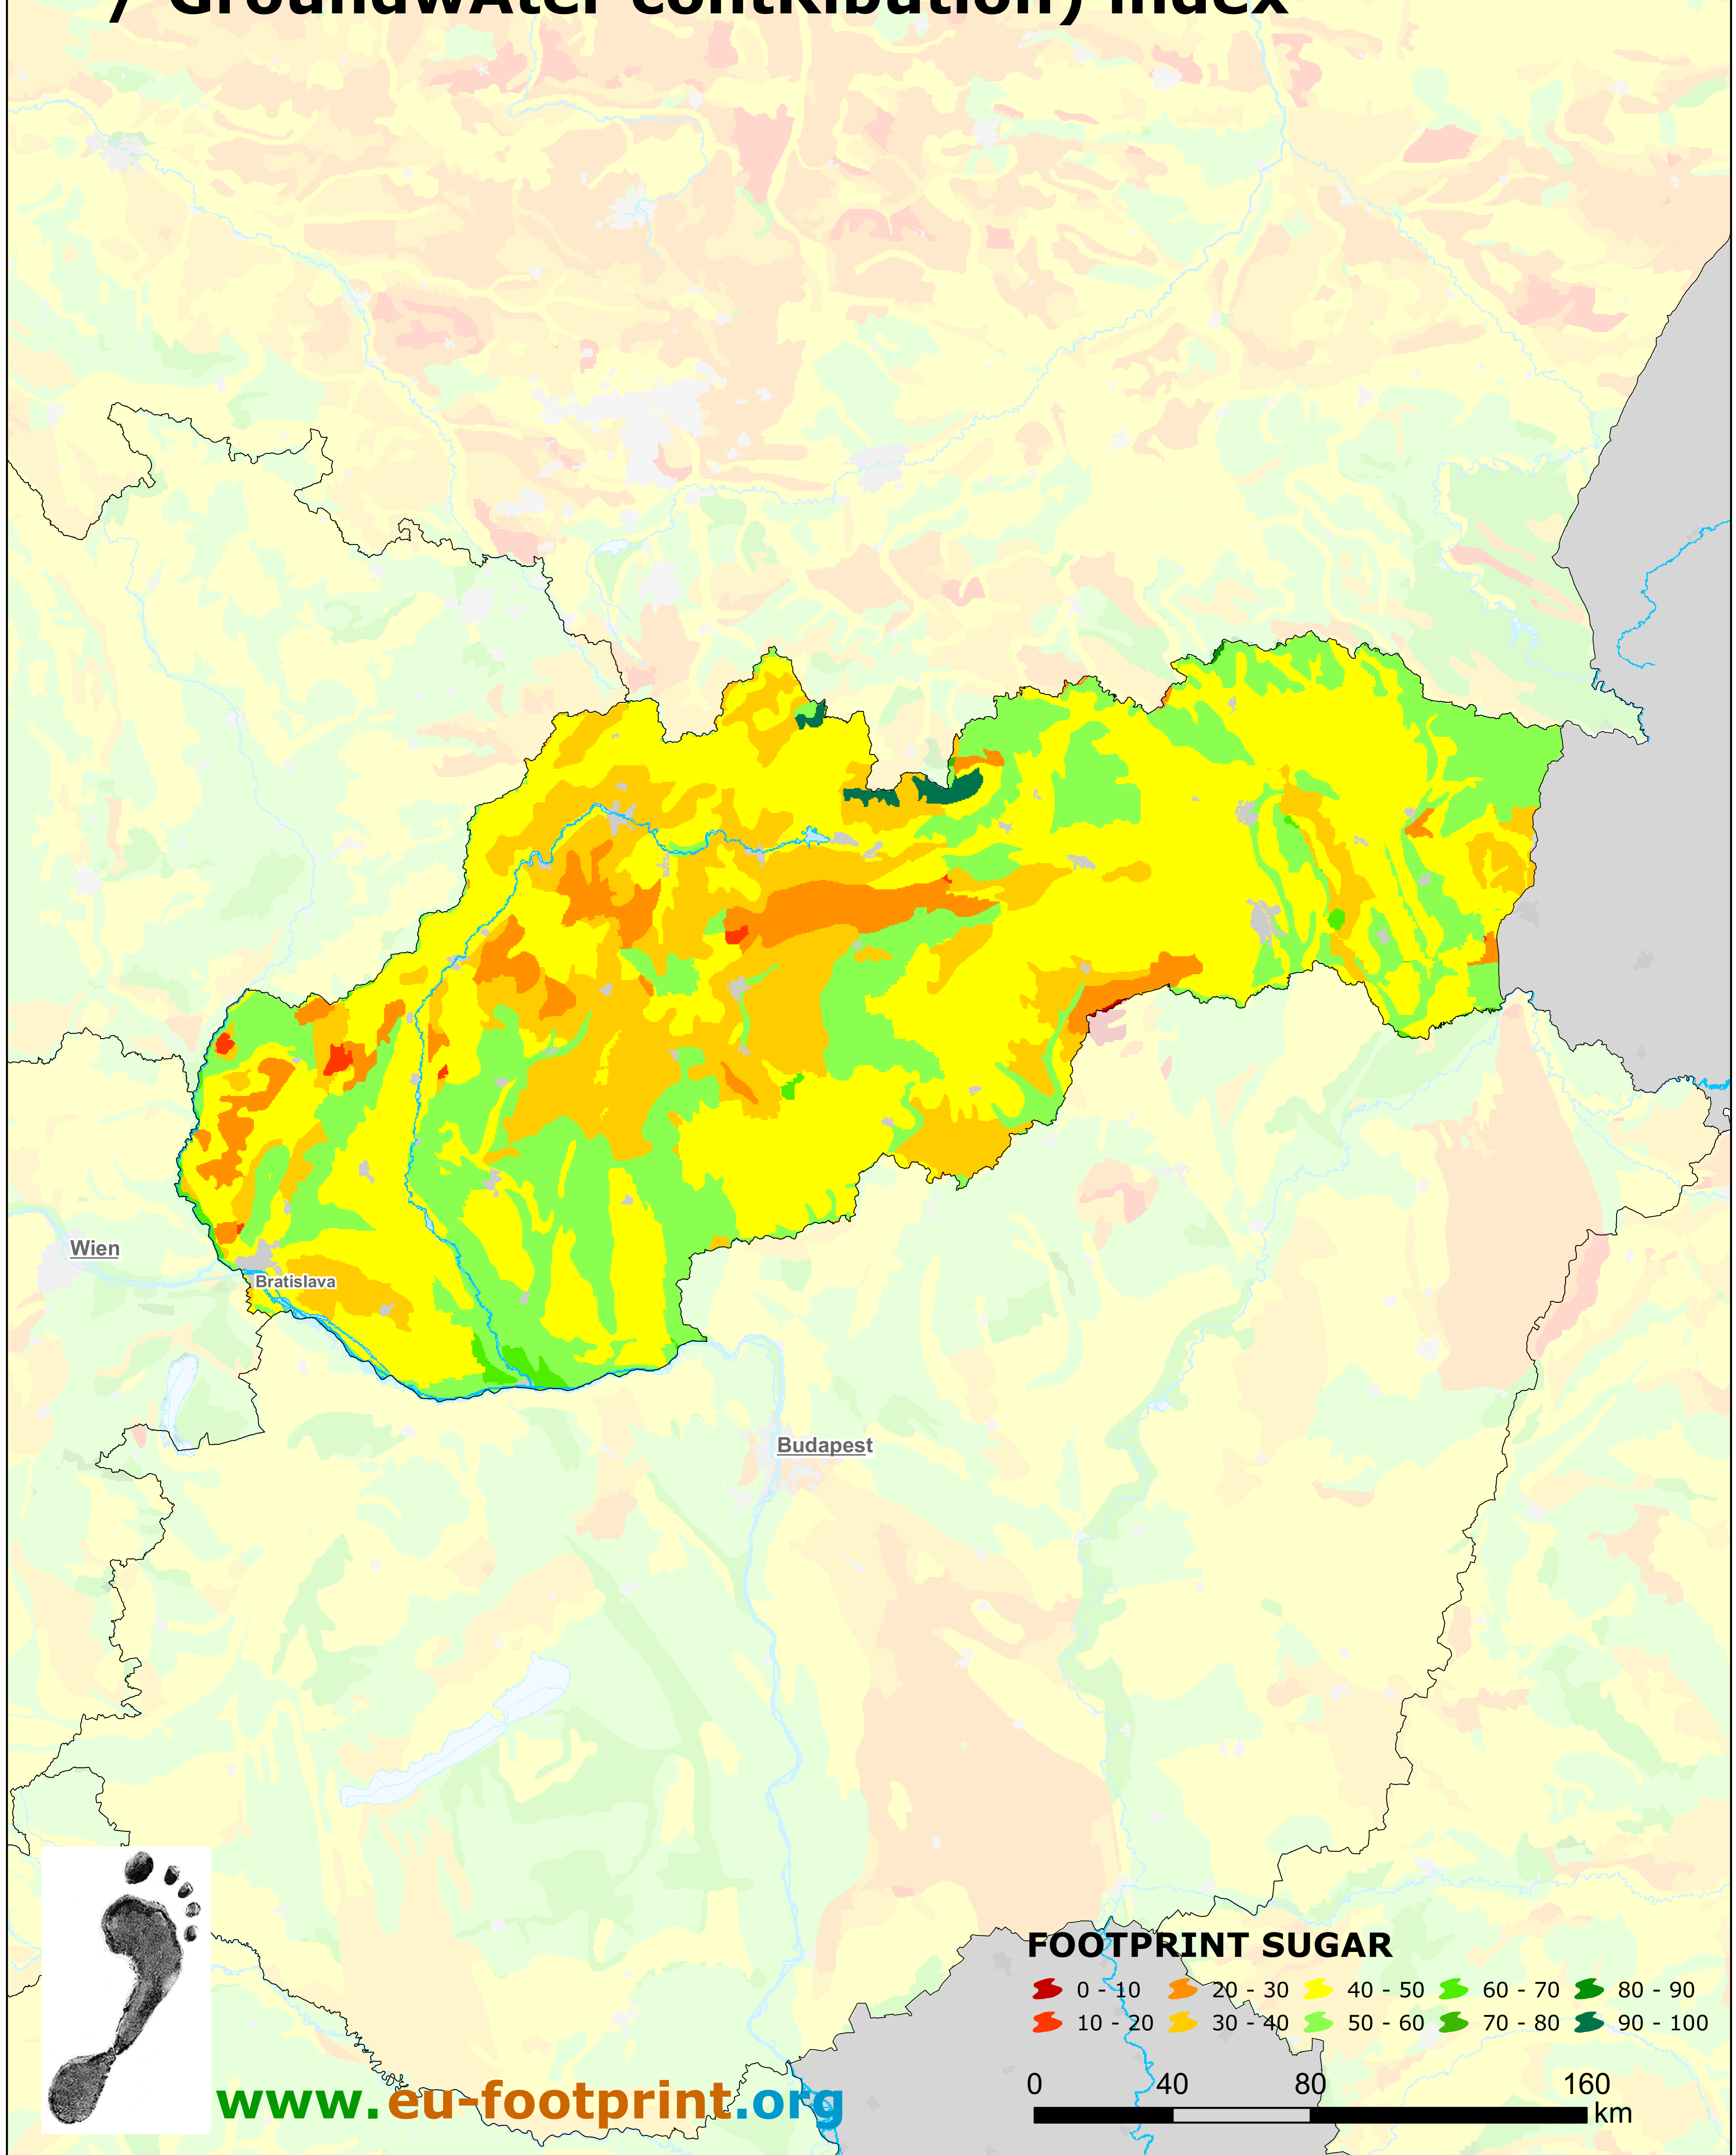 / GroundwAter contRibution) index
Wien
Bratislava
Budapest
FOOTPRINT SUGAR
0 - 10 20 - 30 40 - 50 60 - 70 80 - 90
10 - 20 30 - 40 50 - 60 70 - 80 90 - 100
0 40 80 160
km
www.eu-footprint.org